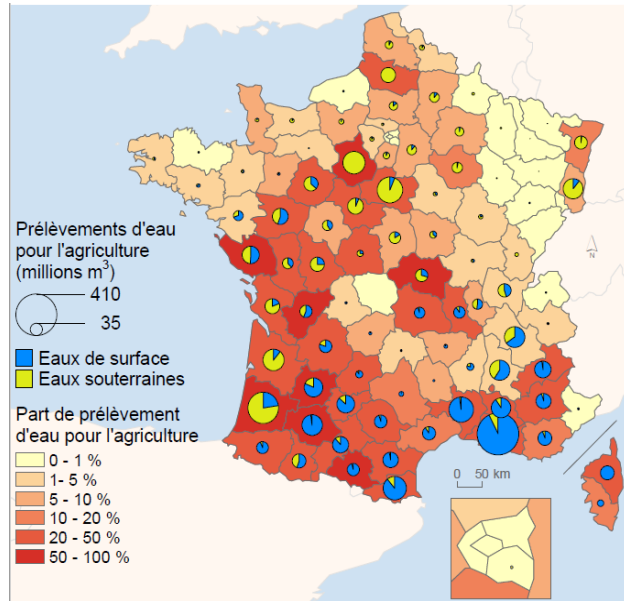 Prélèvements d'eau
pour l'agriculture
(millions m³)
410
35
Eaux de surface
Eaux souterraines
Part de prélèvement
d'eau pour l'agriculture
0 - 1 %
1- 5 %
5 - 10 %
10 - 20 %
20 - 50 %
50 - 100 %
N
0 50 km